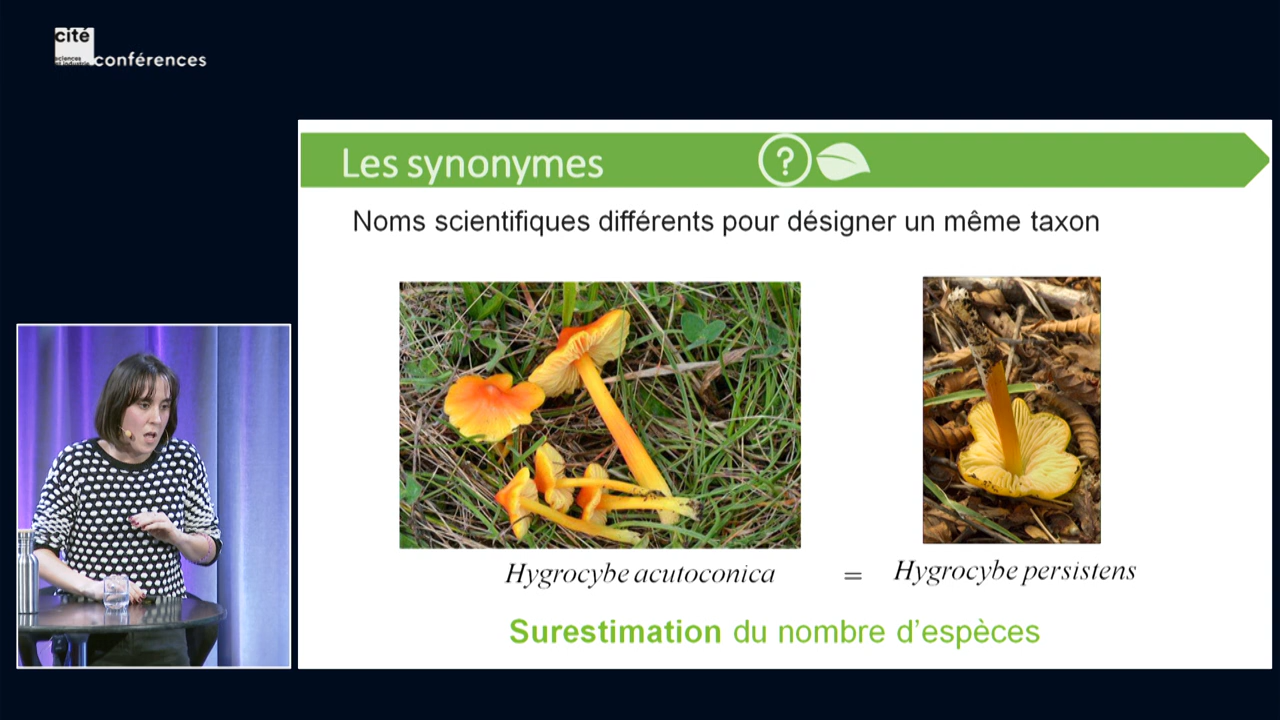 cité
sciences
et industrie
conférences
Les synonymes
?
Noms scientifiques différents pour désigner un même taxon
Hygrocybe acutoconica = Hygrocybe persistens
Surestimation du nombre d’espèces